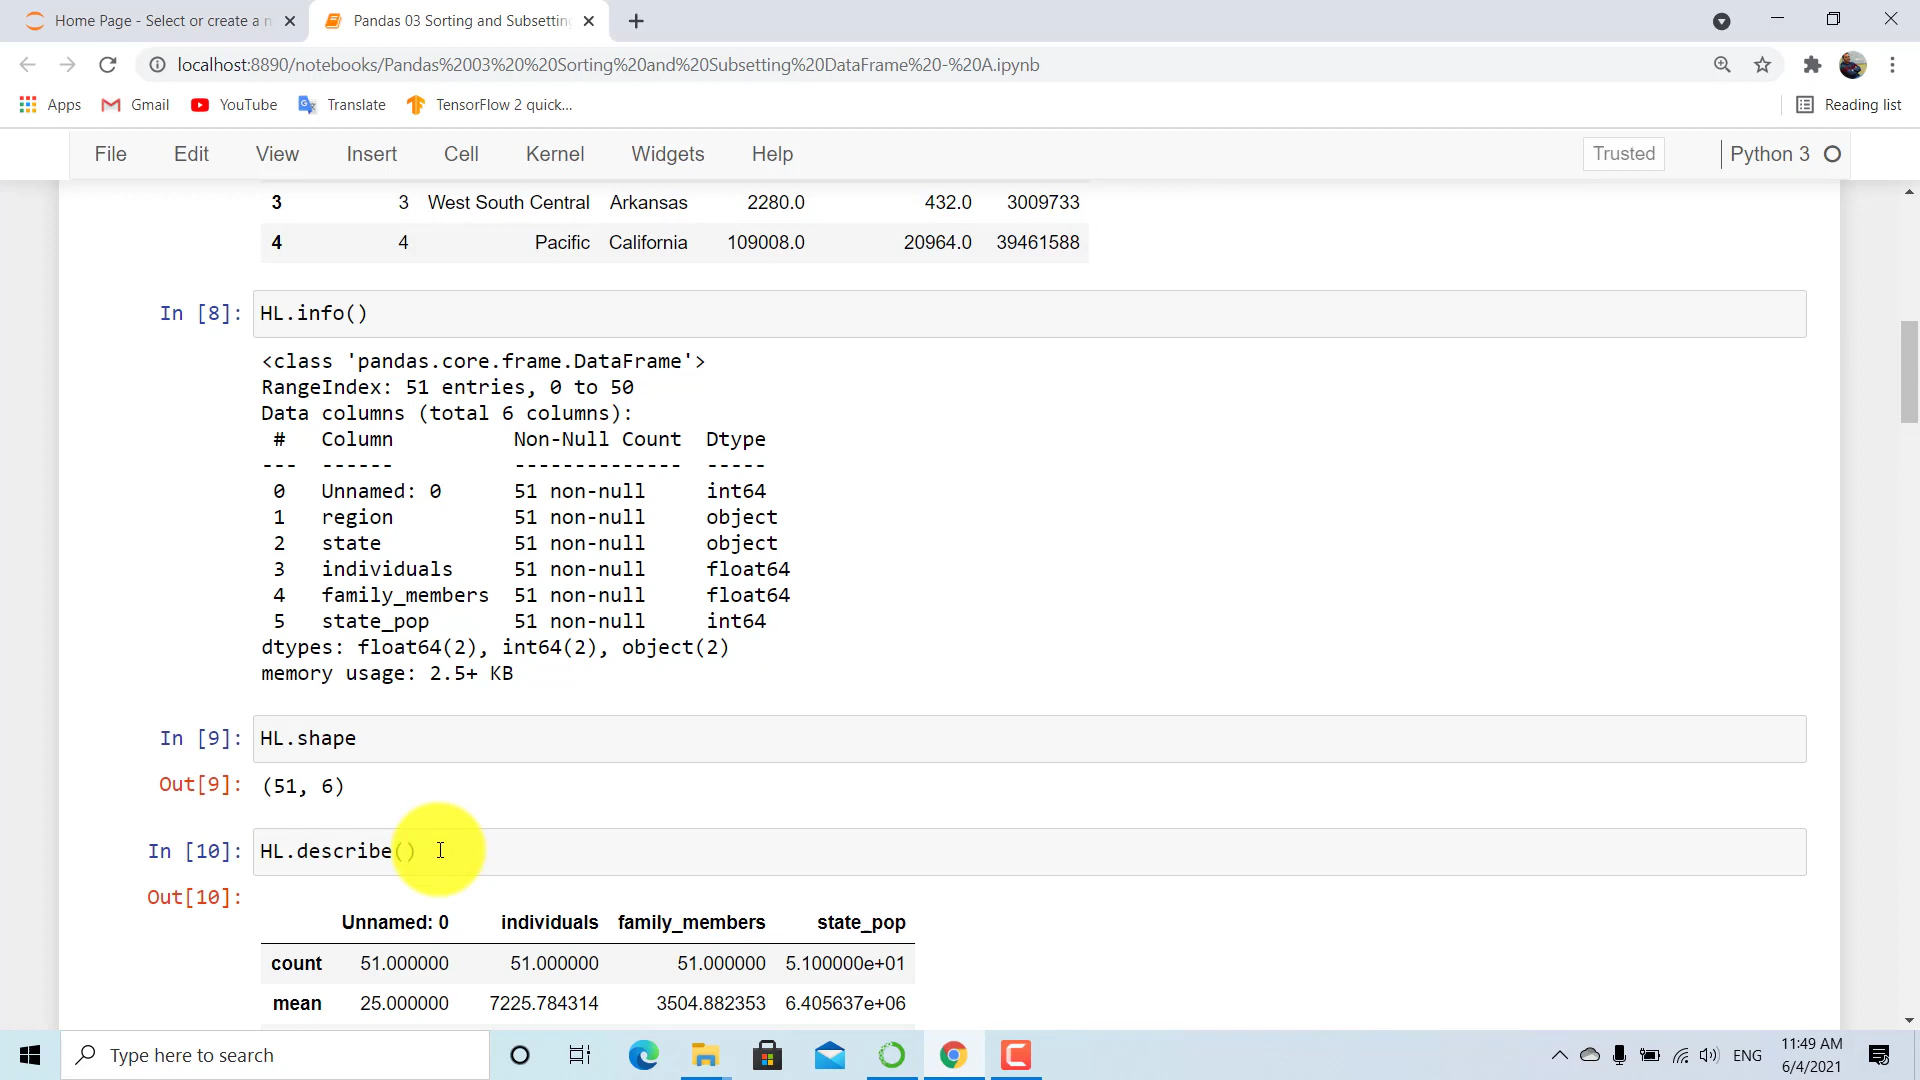 Home Page - Select or create a n
Pandas 03 Sorting and Subsettin
localhost:8890/notebooks/Pandas%2003%20%20Sorting%20and%20Subsetting%20DataFrame%20-%20A.ipynb
Apps Gmail YouTube Translate TensorFlow 2 quick... Reading list
File Edit View Insert Cell Kernel Widgets Help Trusted Python 3
3 3 West South Central Arkansas 2280.0 432.0 3009733
4 4 Pacific California 109008.0 20964.0 39461588
In [8]: HL.info()
<class 'pandas.core.frame.DataFrame'>
RangeIndex: 51 entries, 0 to 50
Data columns (total 6 columns):
# Column Non-Null Count Dtype
--- ------ -------------- -----
0 Unnamed: 0 51 non-null int64
1 region 51 non-null object
2 state 51 non-null object
3 individuals 51 non-null float64
4 family_members 51 non-null float64
5 state_pop 51 non-null int64
dtypes: float64(2), int64(2), object(2)
memory usage: 2.5+ KB
In [9]: HL.shape
Out[9]: (51, 6)
In [10]: HL.describe()
Out[10]:
Unnamed: 0 individuals family_members state_pop
count 51.000000 51.000000 51.000000 5.100000e+01
mean 25.000000 7225.784314 3504.882353 6.405637e+06
Type here to search
ENG
11:49 AM
6/4/2021